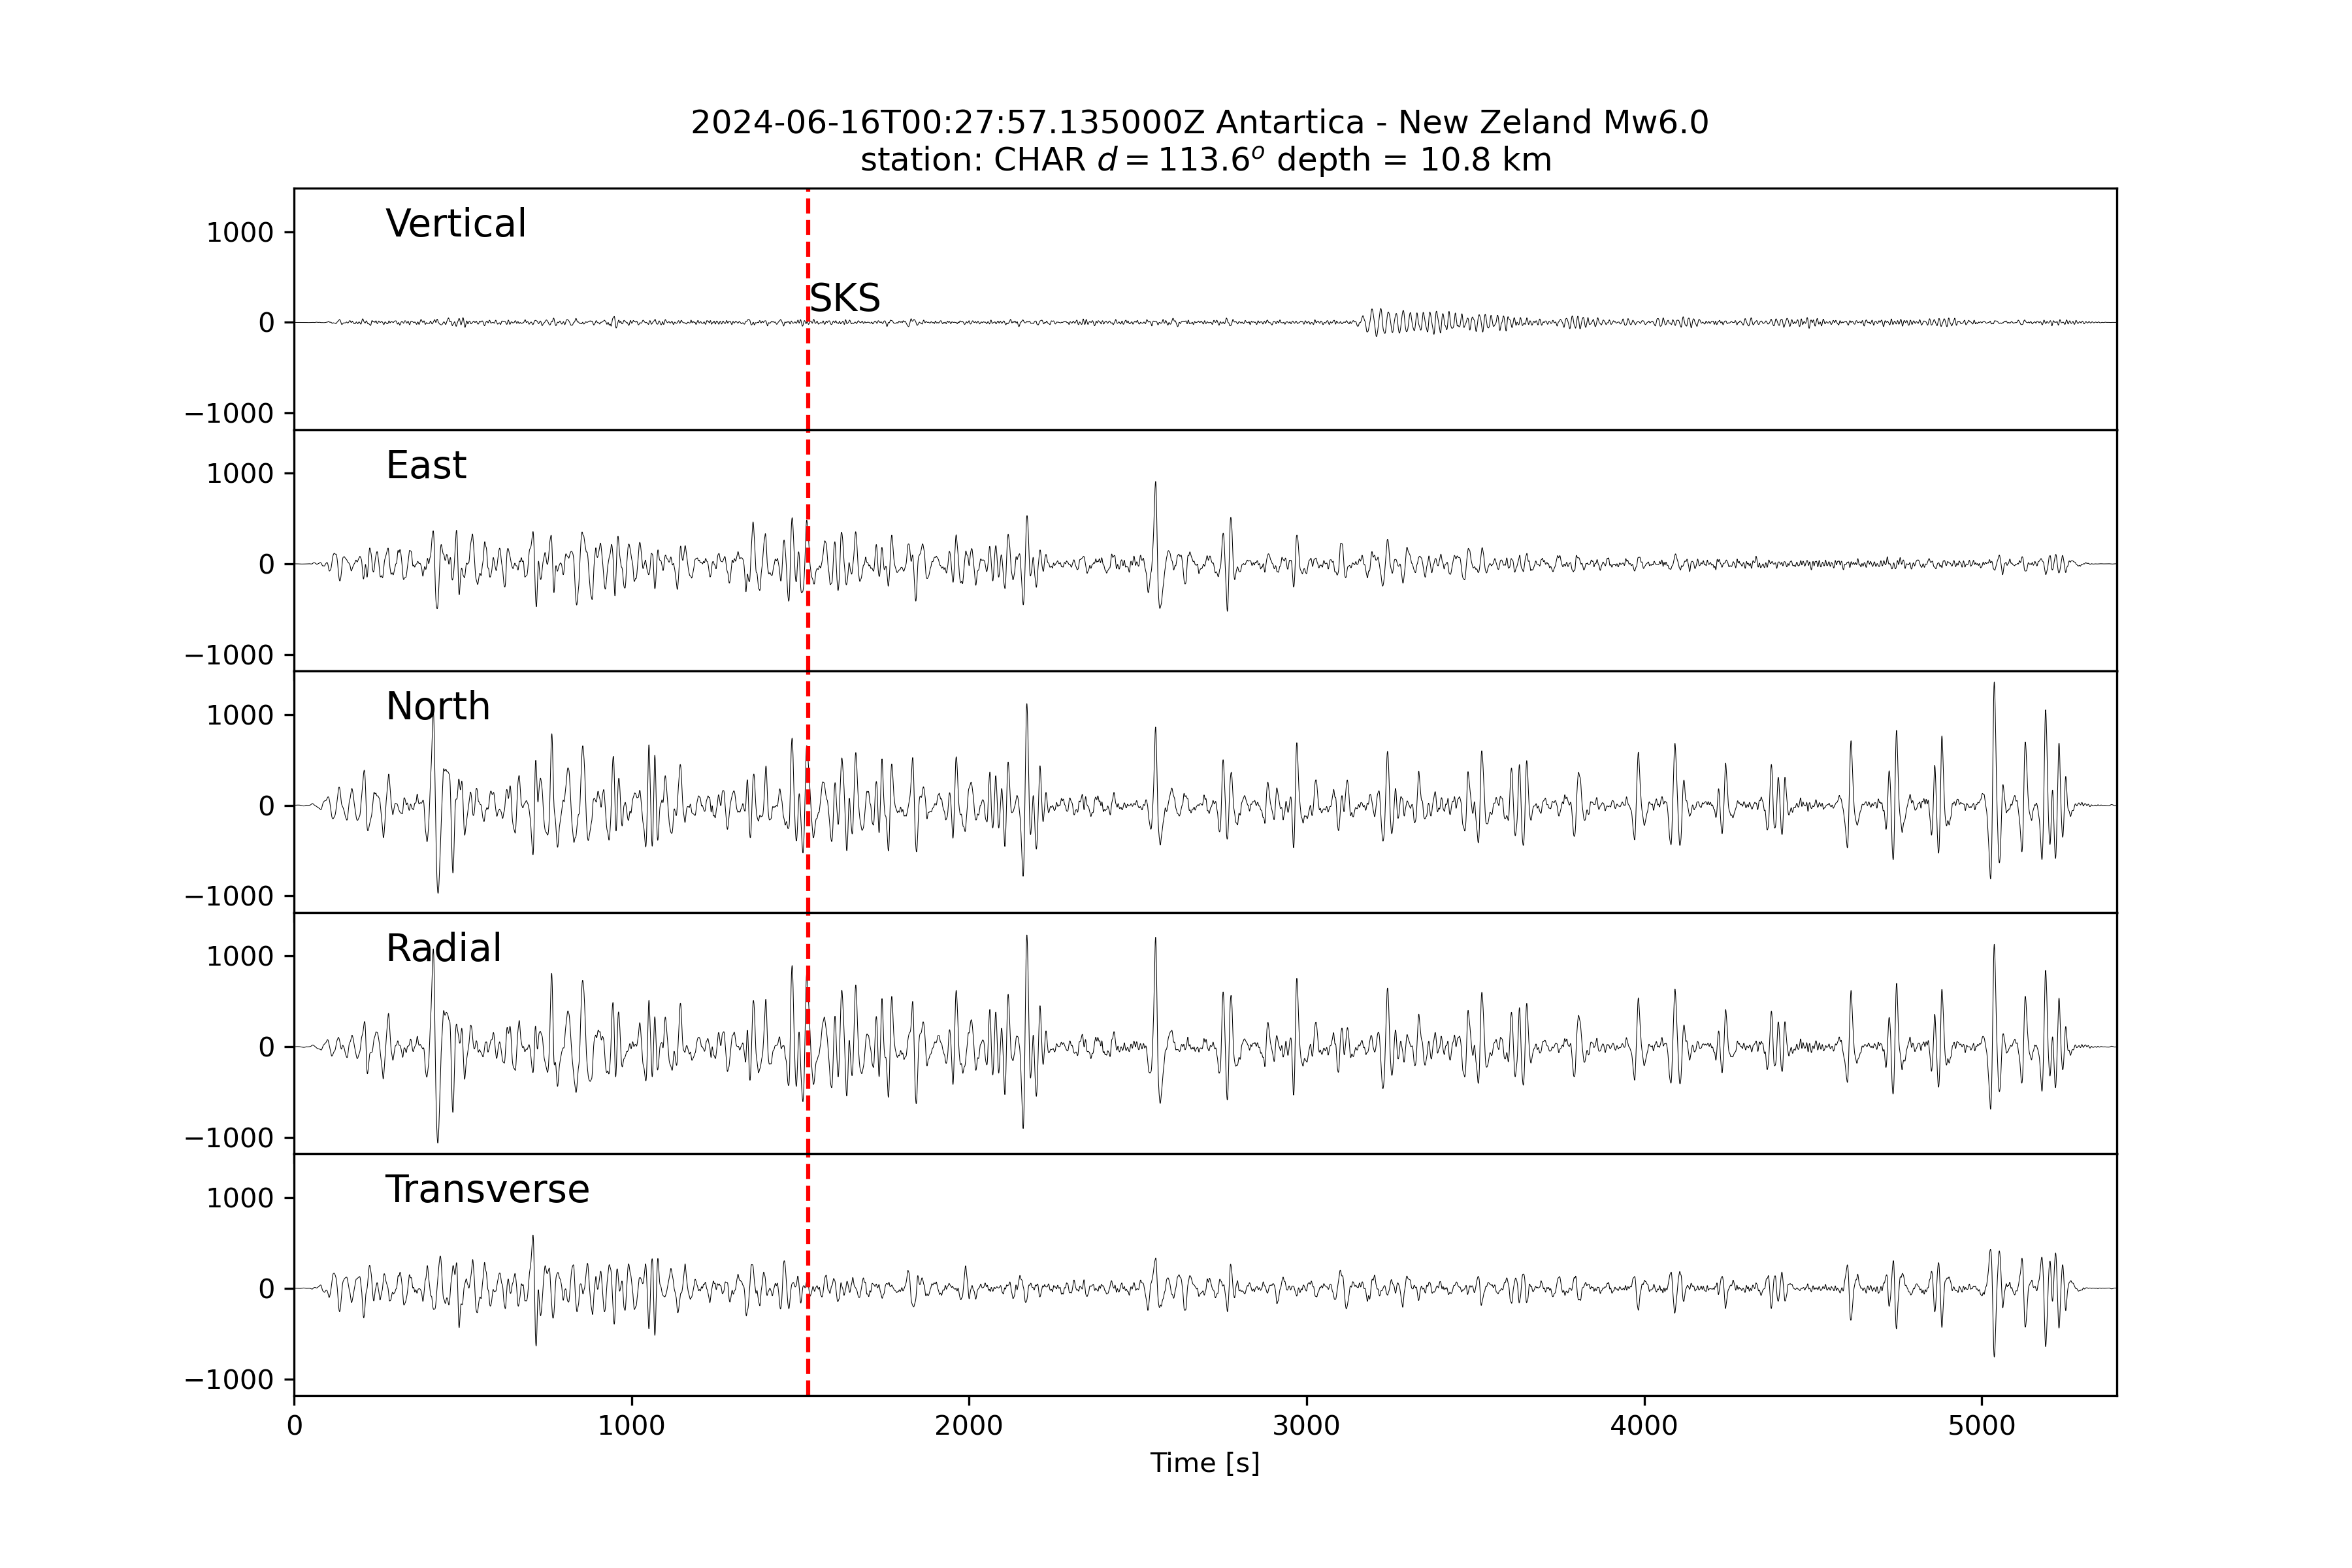 2024-06-16T00:27:57.135000Z Antartica - New Zeland Mw6.0
station: CHAR d = 113.6° depth = 10.8 km
Vertical
1000
SKS
0
−1000
East
1000
0
−1000
North
1000
0
−1000
Radial
1000
0
−1000
Transverse
1000
0
−1000
0 1000 2000 3000 4000 5000
Time [s]